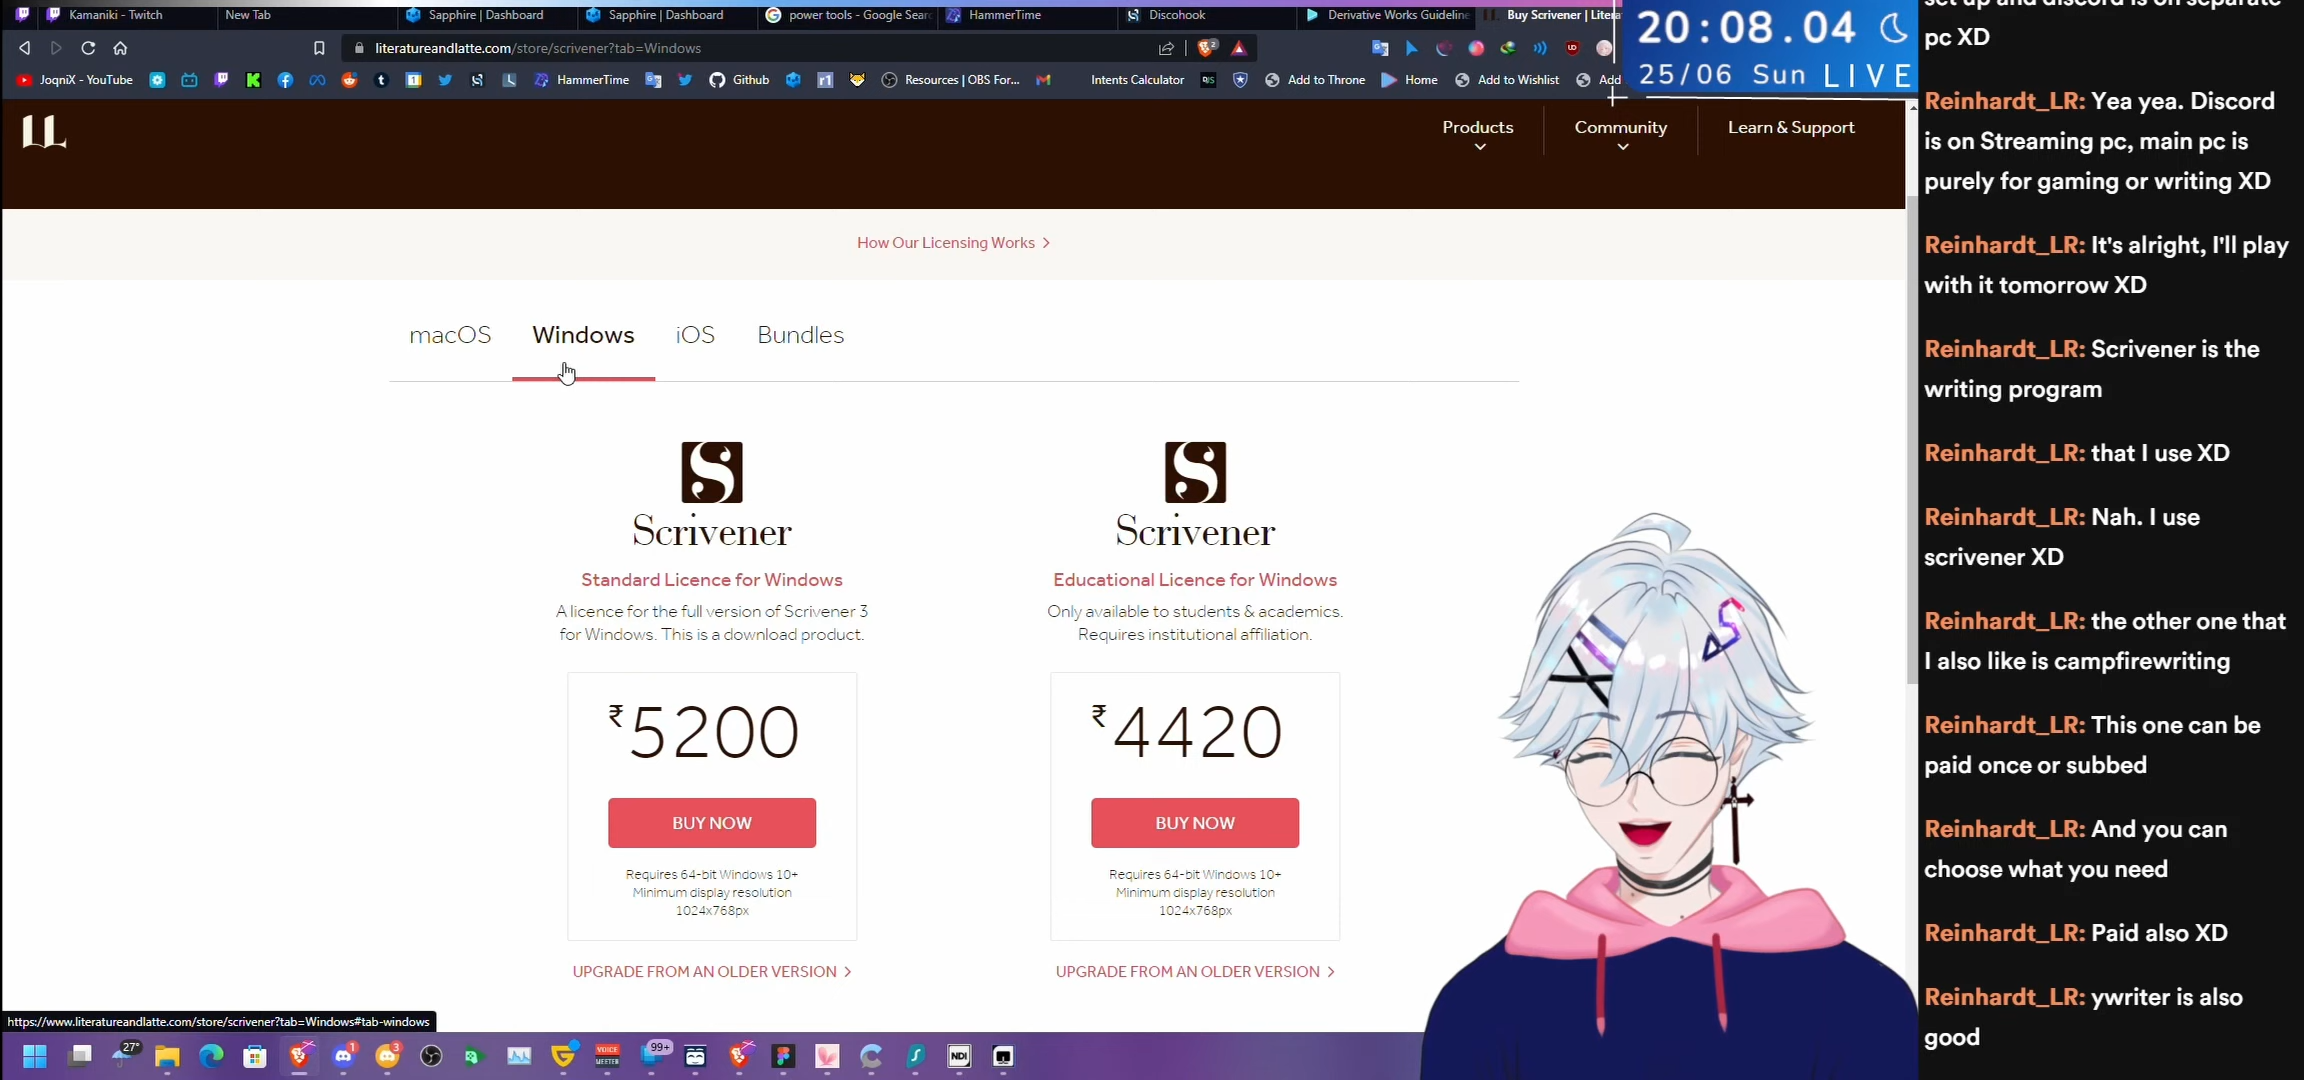 Kamaniki - Twitch
New Tab
Sapphire | Dashboard
Sapphire | Dashboard
power tools - Google Searc
HammerTime
Discohook
Derivative Works Guideline
Buy Scrivener | Litera
literatureandlatte.com/store/scrivener?tab=Windows
JoqniX - YouTube
HammerTime
Github
Resources | OBS For...
Intents Calculator
Add to Throne
Home
Add to Wishlist
Add
20:08.04
25/06 Sun LIVE
LL
Products
Community
Learn & Support
How Our Licensing Works >
macOS
Windows
iOS
Bundles
Scrivener
Standard Licence for Windows
A licence for the full version of Scrivener 3
for Windows. This is a download product.
₹5200
BUY NOW
Requires 64-bit Windows 10+
Minimum display resolution
1024x768px
UPGRADE FROM AN OLDER VERSION >
Scrivener
Educational Licence for Windows
Only available to students & academics.
Requires institutional affiliation.
₹4420
BUY NOW
Requires 64-bit Windows 10+
Minimum display resolution
1024x768px
UPGRADE FROM AN OLDER VERSION >
https://www.literatureandlatte.com/store/scrivener?tab=Windows#tab-windows
27°
1
3
VOICE
MEETER
99+
NDI
set up and discord is on separate
pc XD
Reinhardt_LR: Yea yea. Discord
is on Streaming pc, main pc is
purely for gaming or writing XD
Reinhardt_LR: It's alright, I'll play
with it tomorrow XD
Reinhardt_LR: Scrivener is the
writing program
Reinhardt_LR: that I use XD
Reinhardt_LR: Nah. I use
scrivener XD
Reinhardt_LR: the other one that
I also like is campfirewriting
Reinhardt_LR: This one can be
paid once or subbed
Reinhardt_LR: And you can
choose what you need
Reinhardt_LR: Paid also XD
Reinhardt_LR: ywriter is also
good